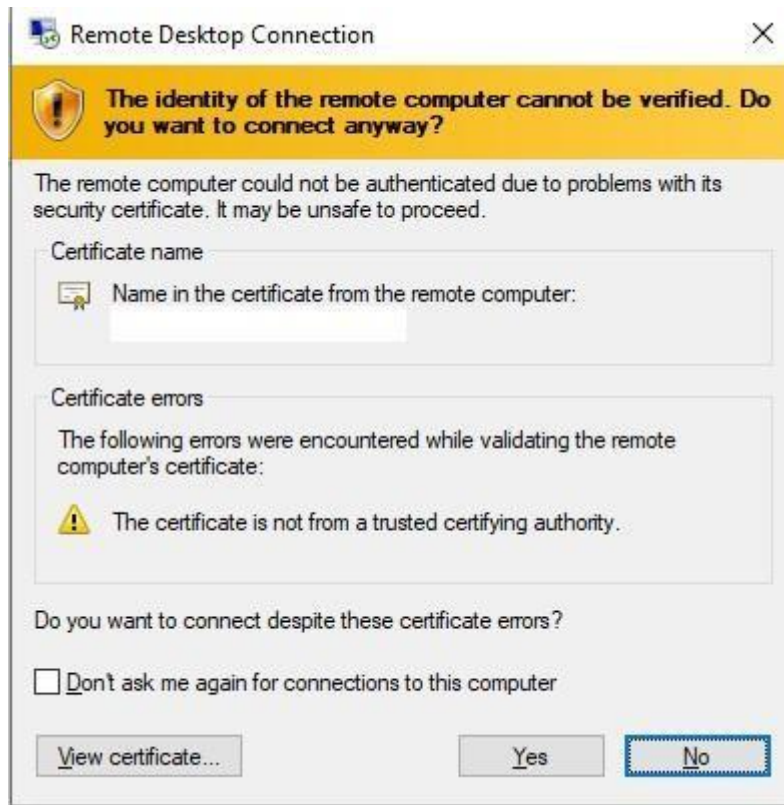 Remote Desktop Connection
The identity of the remote computer cannot be verified. Do
you want to connect anyway?
The remote computer could not be authenticated due to problems with its
security certificate. It may be unsafe to proceed.
Certificate name
Name in the certificate from the remote computer:
Certificate errors
The following errors were encountered while validating the remote
computer's certificate:
The certificate is not from a trusted certifying authority.
Do you want to connect despite these certificate errors?
Don't ask me again for connections to this computer
View certificate...
Yes
No